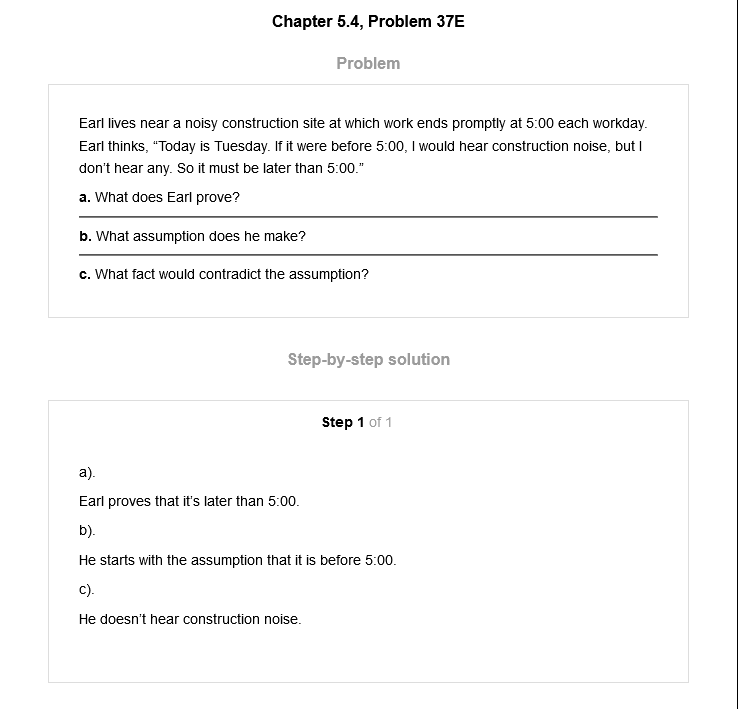 Chapter 5.4, Problem 37E
Problem
Earl lives near a noisy construction site at which work ends promptly at 5:00 each workday.
Earl thinks, “Today is Tuesday. If it were before 5:00, I would hear construction noise, but I
don’t hear any. So it must be later than 5:00.”
a. What does Earl prove?
b. What assumption does he make?
c. What fact would contradict the assumption?
Step-by-step solution
Step 1 of 1
a).
Earl proves that it’s later than 5:00.
b).
He starts with the assumption that it is before 5:00.
c).
He doesn’t hear construction noise.